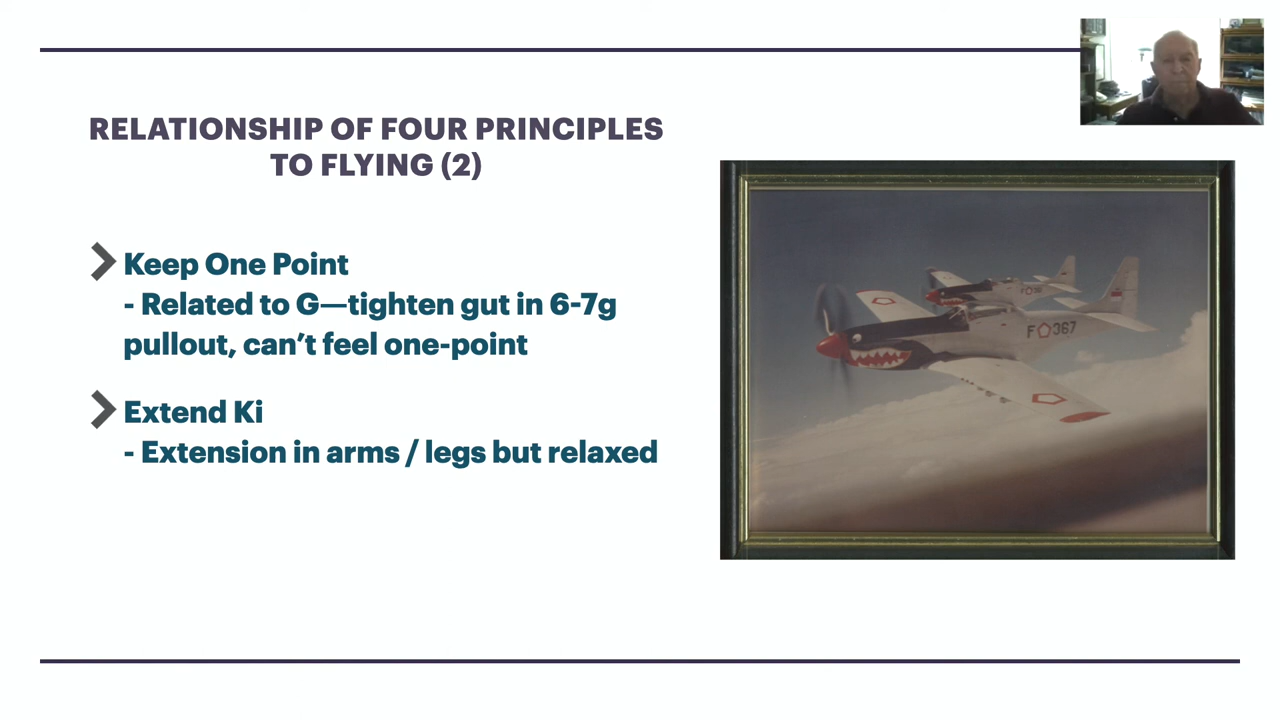 RELATIONSHIP OF FOUR PRINCIPLES
TO FLYING (2)
Keep One Point
- Related to G—tighten gut in 6-7g
pullout, can't feel one-point
Extend Ki
- Extension in arms / legs but relaxed
F 367